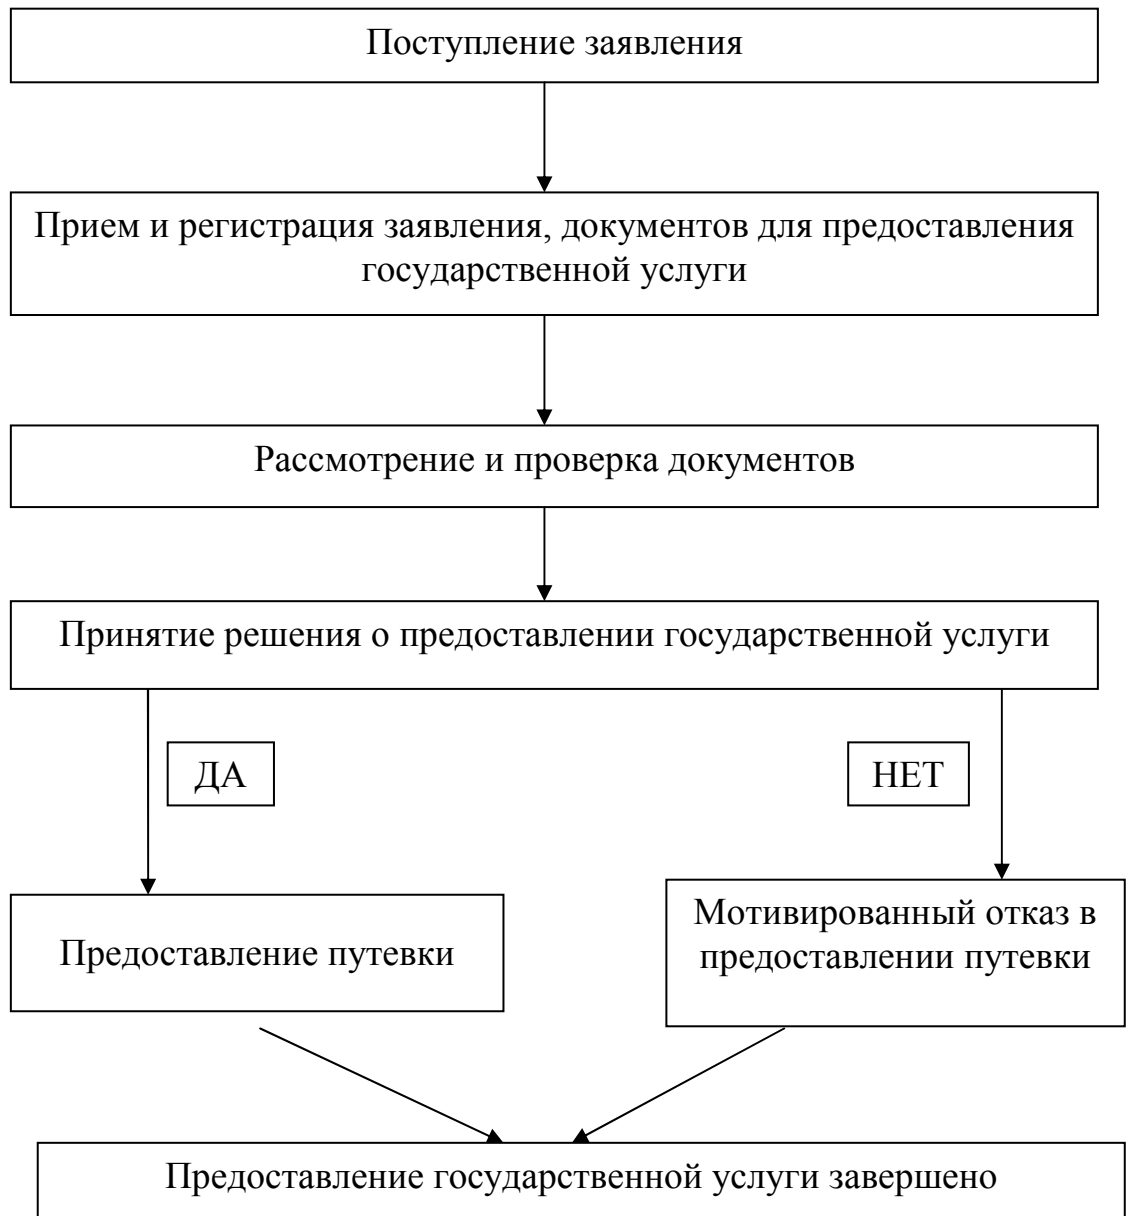 Поступление заявления
Прием и регистрация заявления, документов для предоставления
государственной услуги
Рассмотрение и проверка документов
Принятие решения о предоставлении государственной услуги
ДА
НЕТ
Предоставление путевки
Мотивированный отказ в
предоставлении путевки
Предоставление государственной услуги завершено